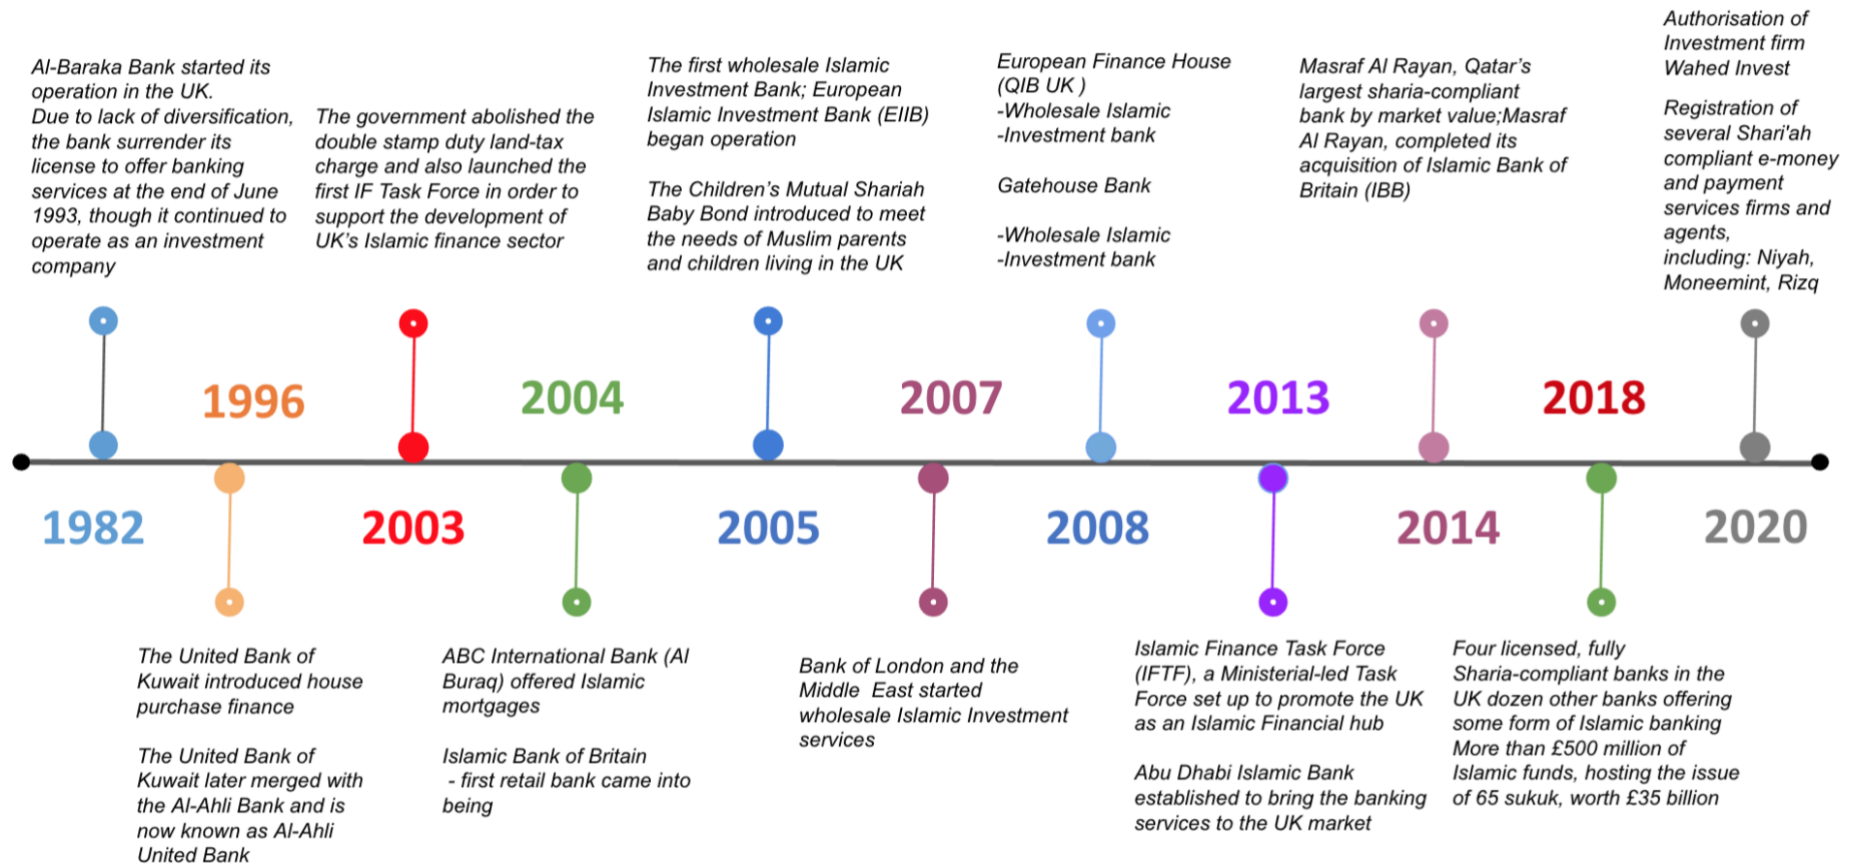 Al-Baraka Bank started its
operation in the UK.
Due to lack of diversification,
the bank surrender its
license to offer banking
services at the end of June
1993, though it continued to
operate as an investment
company
1982
1996
The United Bank of
Kuwait introduced house
purchase finance
The United Bank of
Kuwait later merged with
the Al-Ahli Bank and is
now known as Al-Ahli
United Bank
The government abolished the
double stamp duty land-tax
charge and also launched the
first IF Task Force in order to
support the development of
UK's Islamic finance sector
2003
2004
ABC International Bank (Al
Buraq) offered Islamic
mortgages
Islamic Bank of Britain
- first retail bank came into
being
The first wholesale Islamic
Investment Bank; European
Islamic Investment Bank (EIIB)
began operation
The Children's Mutual Shariah
Baby Bond introduced to meet
the needs of Muslim parents
and children living in the UK
2005
2007
Bank of London and the
Middle East started
wholesale Islamic Investment
services
European Finance House
(QIB UK )
-Wholesale Islamic
-Investment bank
Gatehouse Bank
-Wholesale Islamic
-Investment bank
2008
2013
Islamic Finance Task Force
(IFTF), a Ministerial-led Task
Force set up to promote the UK
as an Islamic Financial hub
Abu Dhabi Islamic Bank
established to bring the banking
services to the UK market
Masraf Al Rayan, Qatar's
largest sharia-compliant
bank by market value;Masraf
Al Rayan, completed its
acquisition of Islamic Bank of
Britain (IBB)
2014
2018
Four licensed, fully
Sharia-compliant banks in the
UK dozen other banks offering
some form of Islamic banking
More than £500 million of
Islamic funds, hosting the issue
of 65 sukuk, worth £35 billion
Authorisation of
Investment firm
Wahed Invest
Registration of
several Shari'ah
compliant e-money
and payment
services firms and
agents,
including: Niyah,
Moneemint, Rizq
2020